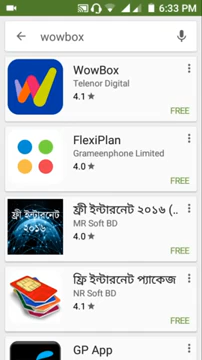 6:33 PM
wowbox
WowBox
Telenor Digital
4.1 ★
FREE
FlexiPlan
Grameenphone Limited
4.0 ★
FREE
ফ্রী ইন্টারনেট ২০১৬ (..
ফ্রী ইন্টারনেট
২০১৬
MR Soft BD
4.0 ★
FREE
ফ্রি ইন্টারনেট প্যাকেজ
NR Soft BD
4.1 ★
FREE
GP App